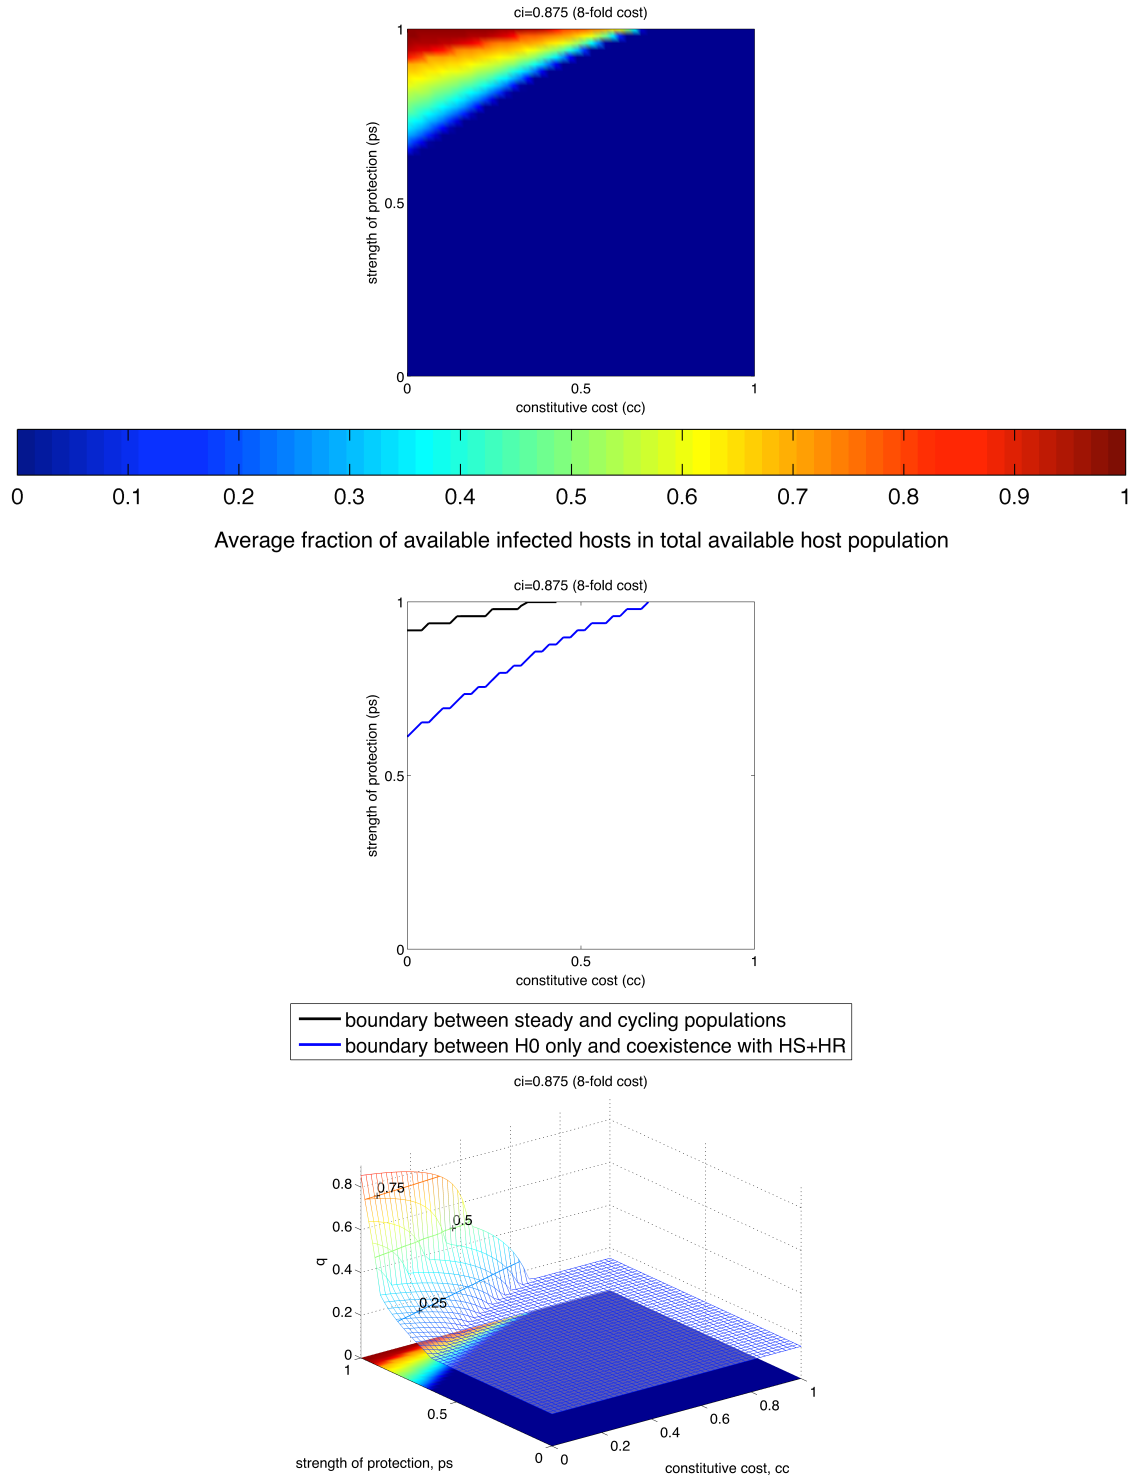 ci=0.875 (8-fold cost)
1
0.5
0
strength of protection (ps)
0 0.5 1
constitutive cost (cc)
0 0.1 0.2 0.3 0.4 0.5 0.6 0.7 0.8 0.9 1
Average fraction of available infected hosts in total available host population
ci=0.875 (8-fold cost)
1
0.5
0
strength of protection (ps)
0 0.5 1
constitutive cost (cc)
boundary between steady and cycling populations
boundary between H0 only and coexistence with HS+HR
ci=0.875 (8-fold cost)
0.8
0.6
0.4
0.2
0
q
0.75
0.5
0.25
1
0.5
0
0
0.2
0.4
0.6
0.8
1
strength of protection, ps
constitutive cost, cc